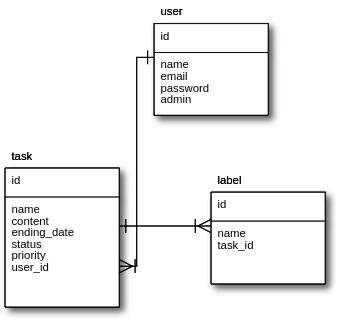 user
id
name
email
password
admin
task
id
name
content
ending_date
status
priority
user_id
label
id
name
task_id